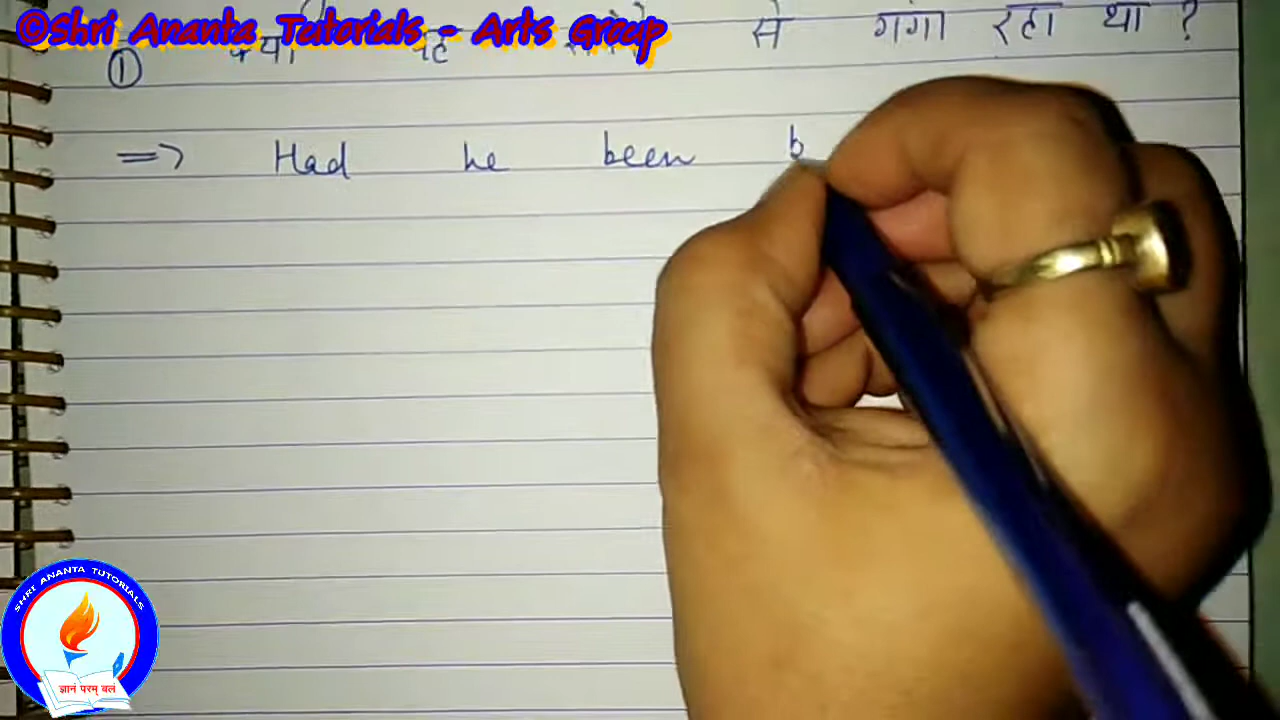 ©Shri Ananta Tutorials - Arts Group
से गंगा रहा था ?
①
=> Had he been b
SHRI ANANTA TUTORIALS
ज्ञानं परम् बलं